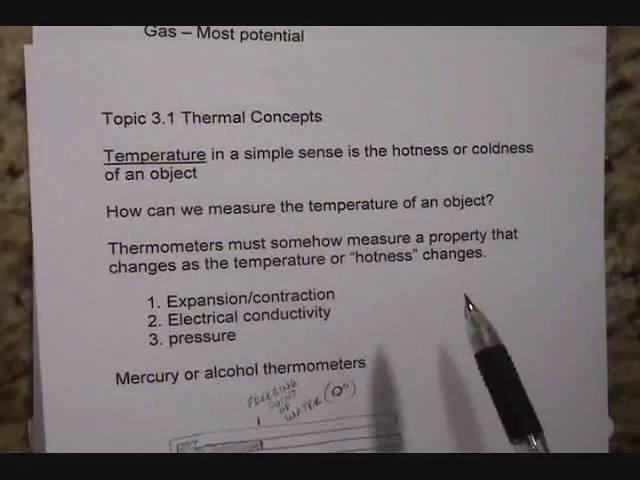 Gas – Most potential
Topic 3.1 Thermal Concepts
Temperature in a simple sense is the hotness or coldness
of an object
How can we measure the temperature of an object?
Thermometers must somehow measure a property that
changes as the temperature or “hotness” changes.
1. Expansion/contraction
2. Electrical conductivity
3. pressure
Mercury or alcohol thermometers
FREEZING
POINT
OF
WATER (0°)